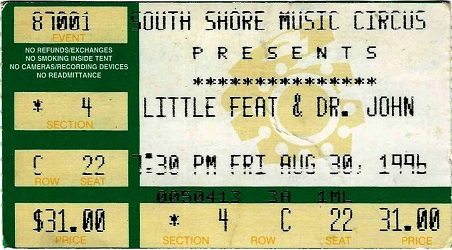 87001 SOUTH SHORE MUSIC CIRCUS
EVENT
PRESENTS
NO REFUNDS/EXCHANGES
NO SMOKING INSIDE TENT
NO CAMERAS/RECORDING DEVICES
NO READMITTANCE
***************
* 4 LITTLE FEAT & DR. JOHN
SECTION
C 22 7:30 PM FRI AUG 30, 1996
ROW SEAT
0050413 3A 1ML
$31.00 * 4 C 22 31.00
PRICE SECTION ROW SEAT PRICE